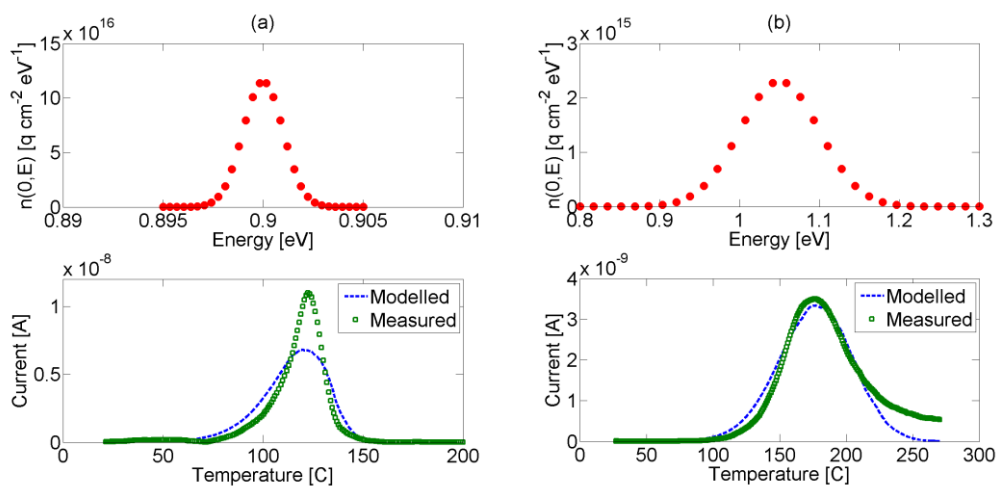 (a)
x 10^16
15
10
5
0
n(0,E) [q cm^-2 eV^-1]
0.89 0.895 0.9 0.905 0.91
Energy [eV]
(b)
x 10^15
3
2
1
0
n(0,E) [q cm^-2 eV^-1]
0.8 0.9 1 1.1 1.2 1.3
Energy [eV]
x 10^-8
1
0.5
0
Current [A]
Modelled
Measured
0 50 100 150 200
Temperature [C]
x 10^-9
4
3
2
1
0
Current [A]
Modelled
Measured
0 50 100 150 200 250 300
Temperature [C]